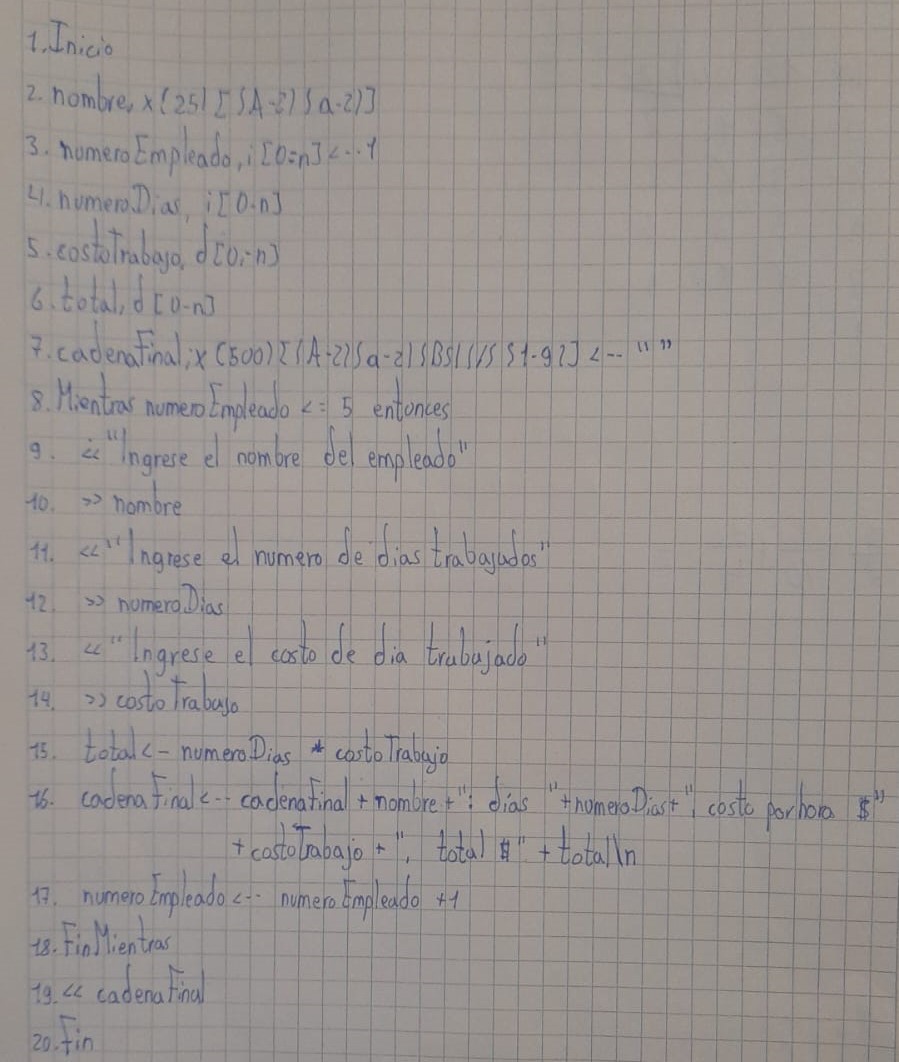 1. Inicio
2. nombre, x(25) [{A-Z}{a-z}]
3. numeroEmpleado, i [0-n] <-- 1
4. numeroDias, i [0-n]
5. costoTrabajo, d [0,-n]
6. total, d [0-n]
7. cadenaFinal, x (500) [{A-Z}{a-z}{BS}{/}{1-9}] <-- " "
8. Mientras numeroEmpleado <= 5 entonces
9. << "Ingrese el nombre del empleado"
10. >> nombre
11. << "Ingrese el numero de dias trabajados"
12. >> numeroDias
13. << "Ingrese el costo de dia trabajado"
14. >> costoTrabajo
15. total <- numeroDias * costoTrabajo
16. cadenaFinal <-- cadenaFinal + nombre + ": dias " + numeroDias + ", costo por hora $"
+ costoTrabajo + ", total $" + total\n
17. numeroEmpleado <-- numeroEmpleado +1
18. FinMientras
19. << cadenaFinal
20. Fin